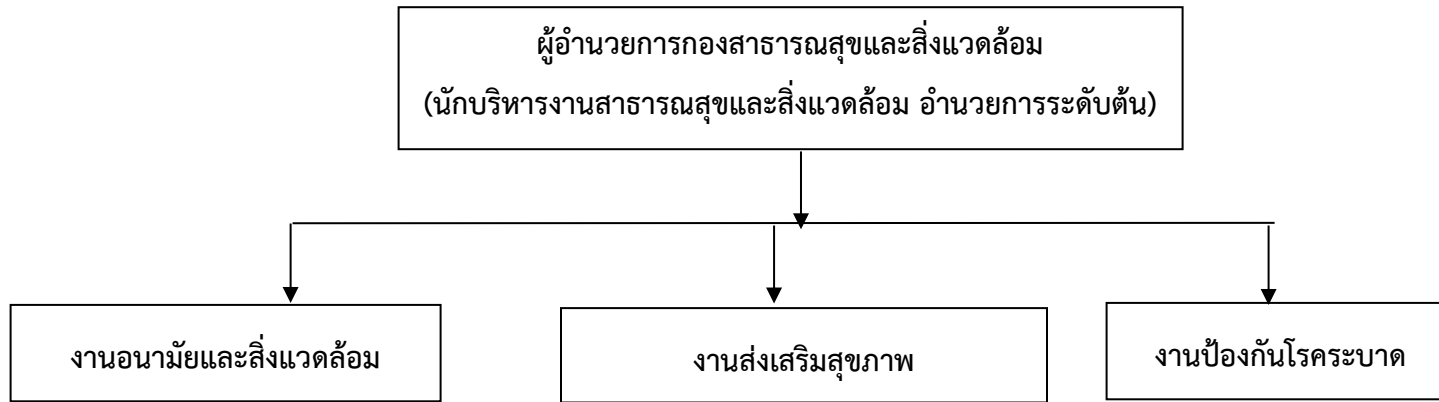 ผู้อำนวยการกองสาธารณสุขและสิ่งแวดล้อม
(นักบริหารงานสาธารณสุขและสิ่งแวดล้อม อำนวยการระดับต้น)
งานอนามัยและสิ่งแวดล้อม
งานส่งเสริมสุขภาพ
งานป้องกันโรคระบาด